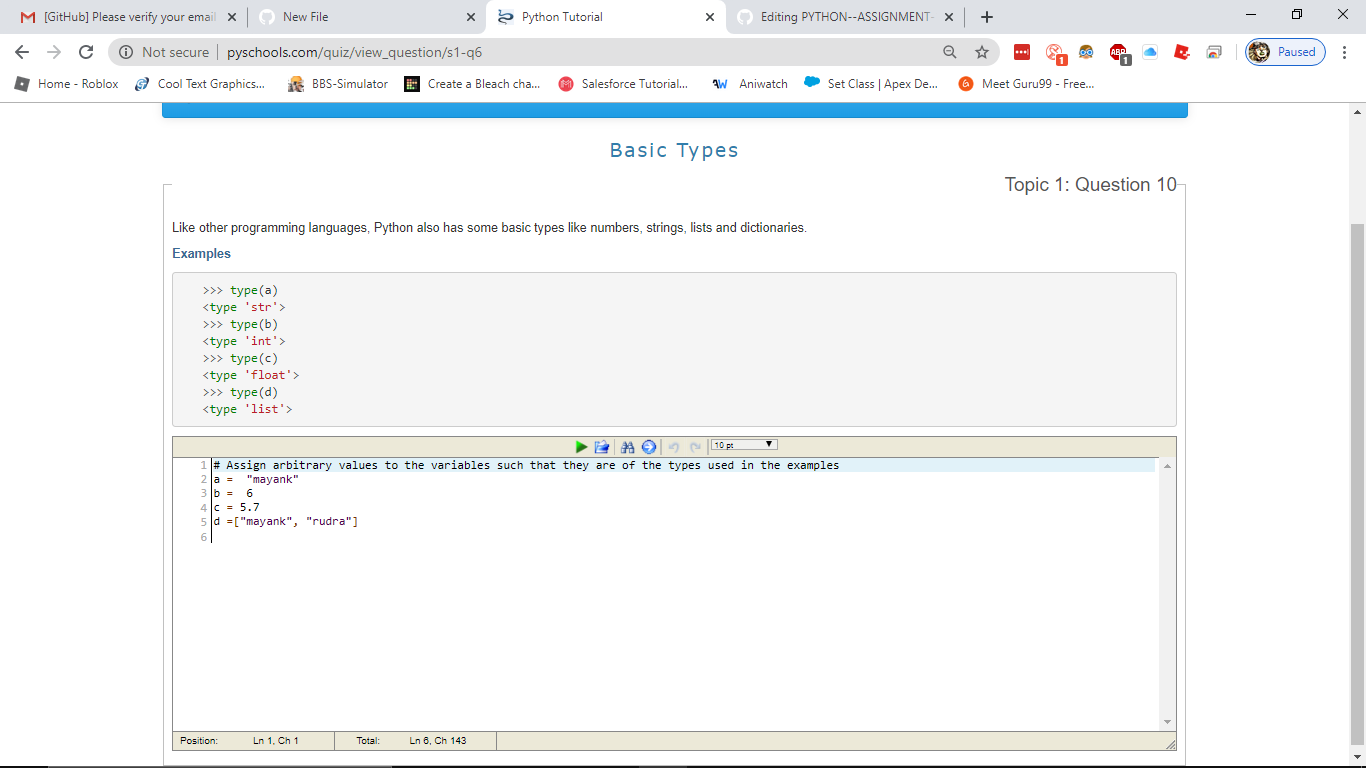 [GitHub] Please verify your email
New File
Python Tutorial
Editing PYTHON--ASSIGNMENT-
Not secure | pyschools.com/quiz/view_question/s1-q6
1
ABP
1
Paused
Home - Roblox
Cool Text Graphics...
BBS-Simulator
Create a Bleach cha...
Salesforce Tutorial...
Aniwatch
Set Class | Apex De...
Meet Guru99 - Free...
Basic Types
Topic 1: Question 10
Like other programming languages, Python also has some basic types like numbers, strings, lists and dictionaries.
Examples
>>> type(a)
<type 'str'>
>>> type(b)
<type 'int'>
>>> type(c)
<type 'float'>
>>> type(d)
<type 'list'>
10 pt
1 # Assign arbitrary values to the variables such that they are of the types used in the examples
2 a =  "mayank"
3 b =  6
4 c = 5.7
5 d =["mayank", "rudra"]
6
Position: Ln 1, Ch 1 Total: Ln 6, Ch 143